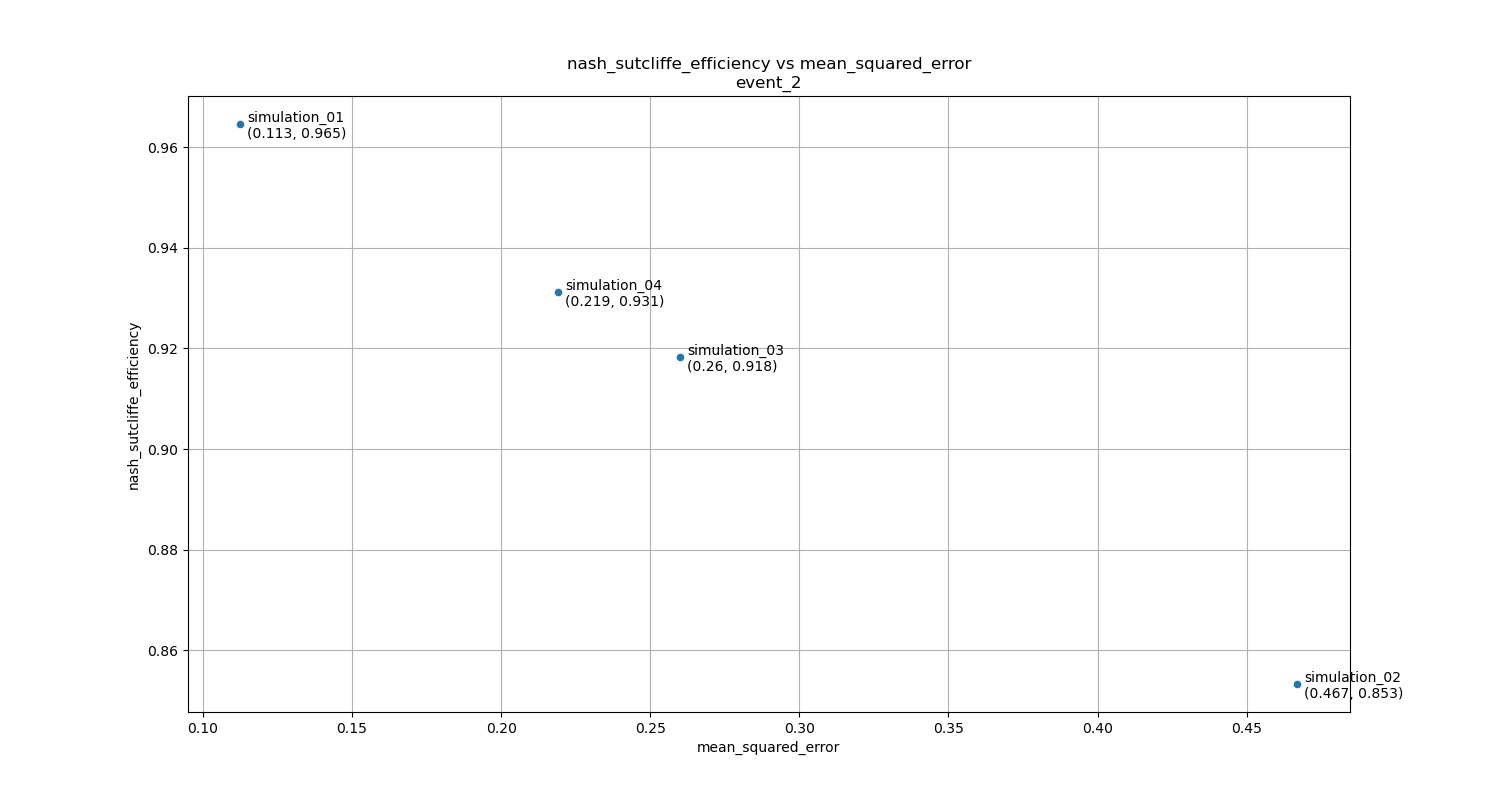 nash_sutcliffe_efficiency vs mean_squared_error
event_2
simulation_01
(0.113, 0.965)
0.96
0.94
simulation_04
(0.219, 0.931)
simulation_03
(0.26, 0.918)
0.92
nash_sutcliffe_efficiency
0.90
0.88
0.86
simulation_02
(0.467, 0.853)
0.10 0.15 0.20 0.25 0.30 0.35 0.40 0.45
mean_squared_error